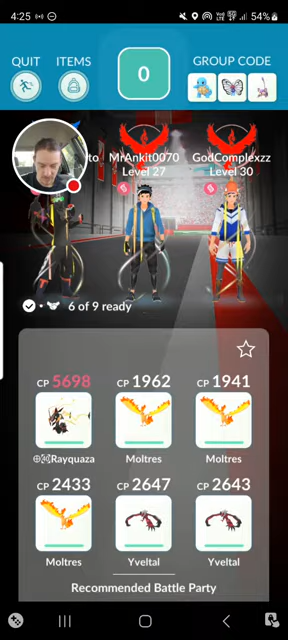 4:25
54%
QUIT ITEMS 0 GROUP CODE
to MrAnkit0070 GodComplexzz
Level 27 Level 30
6 of 9 ready
CP 5698 CP 1962 CP 1941
Rayquaza Moltres Moltres
CP 2433 CP 2647 CP 2643
Moltres Yveltal Yveltal
Recommended Battle Party